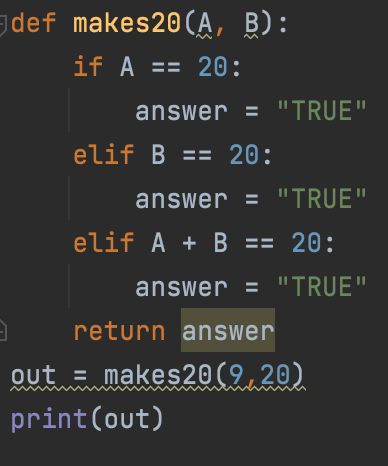 def makes20(A, B):
    if A == 20:
        answer = "TRUE"
    elif B == 20:
        answer = "TRUE"
    elif A + B == 20:
        answer = "TRUE"
    return answer
out = makes20(9,20)
print(out)